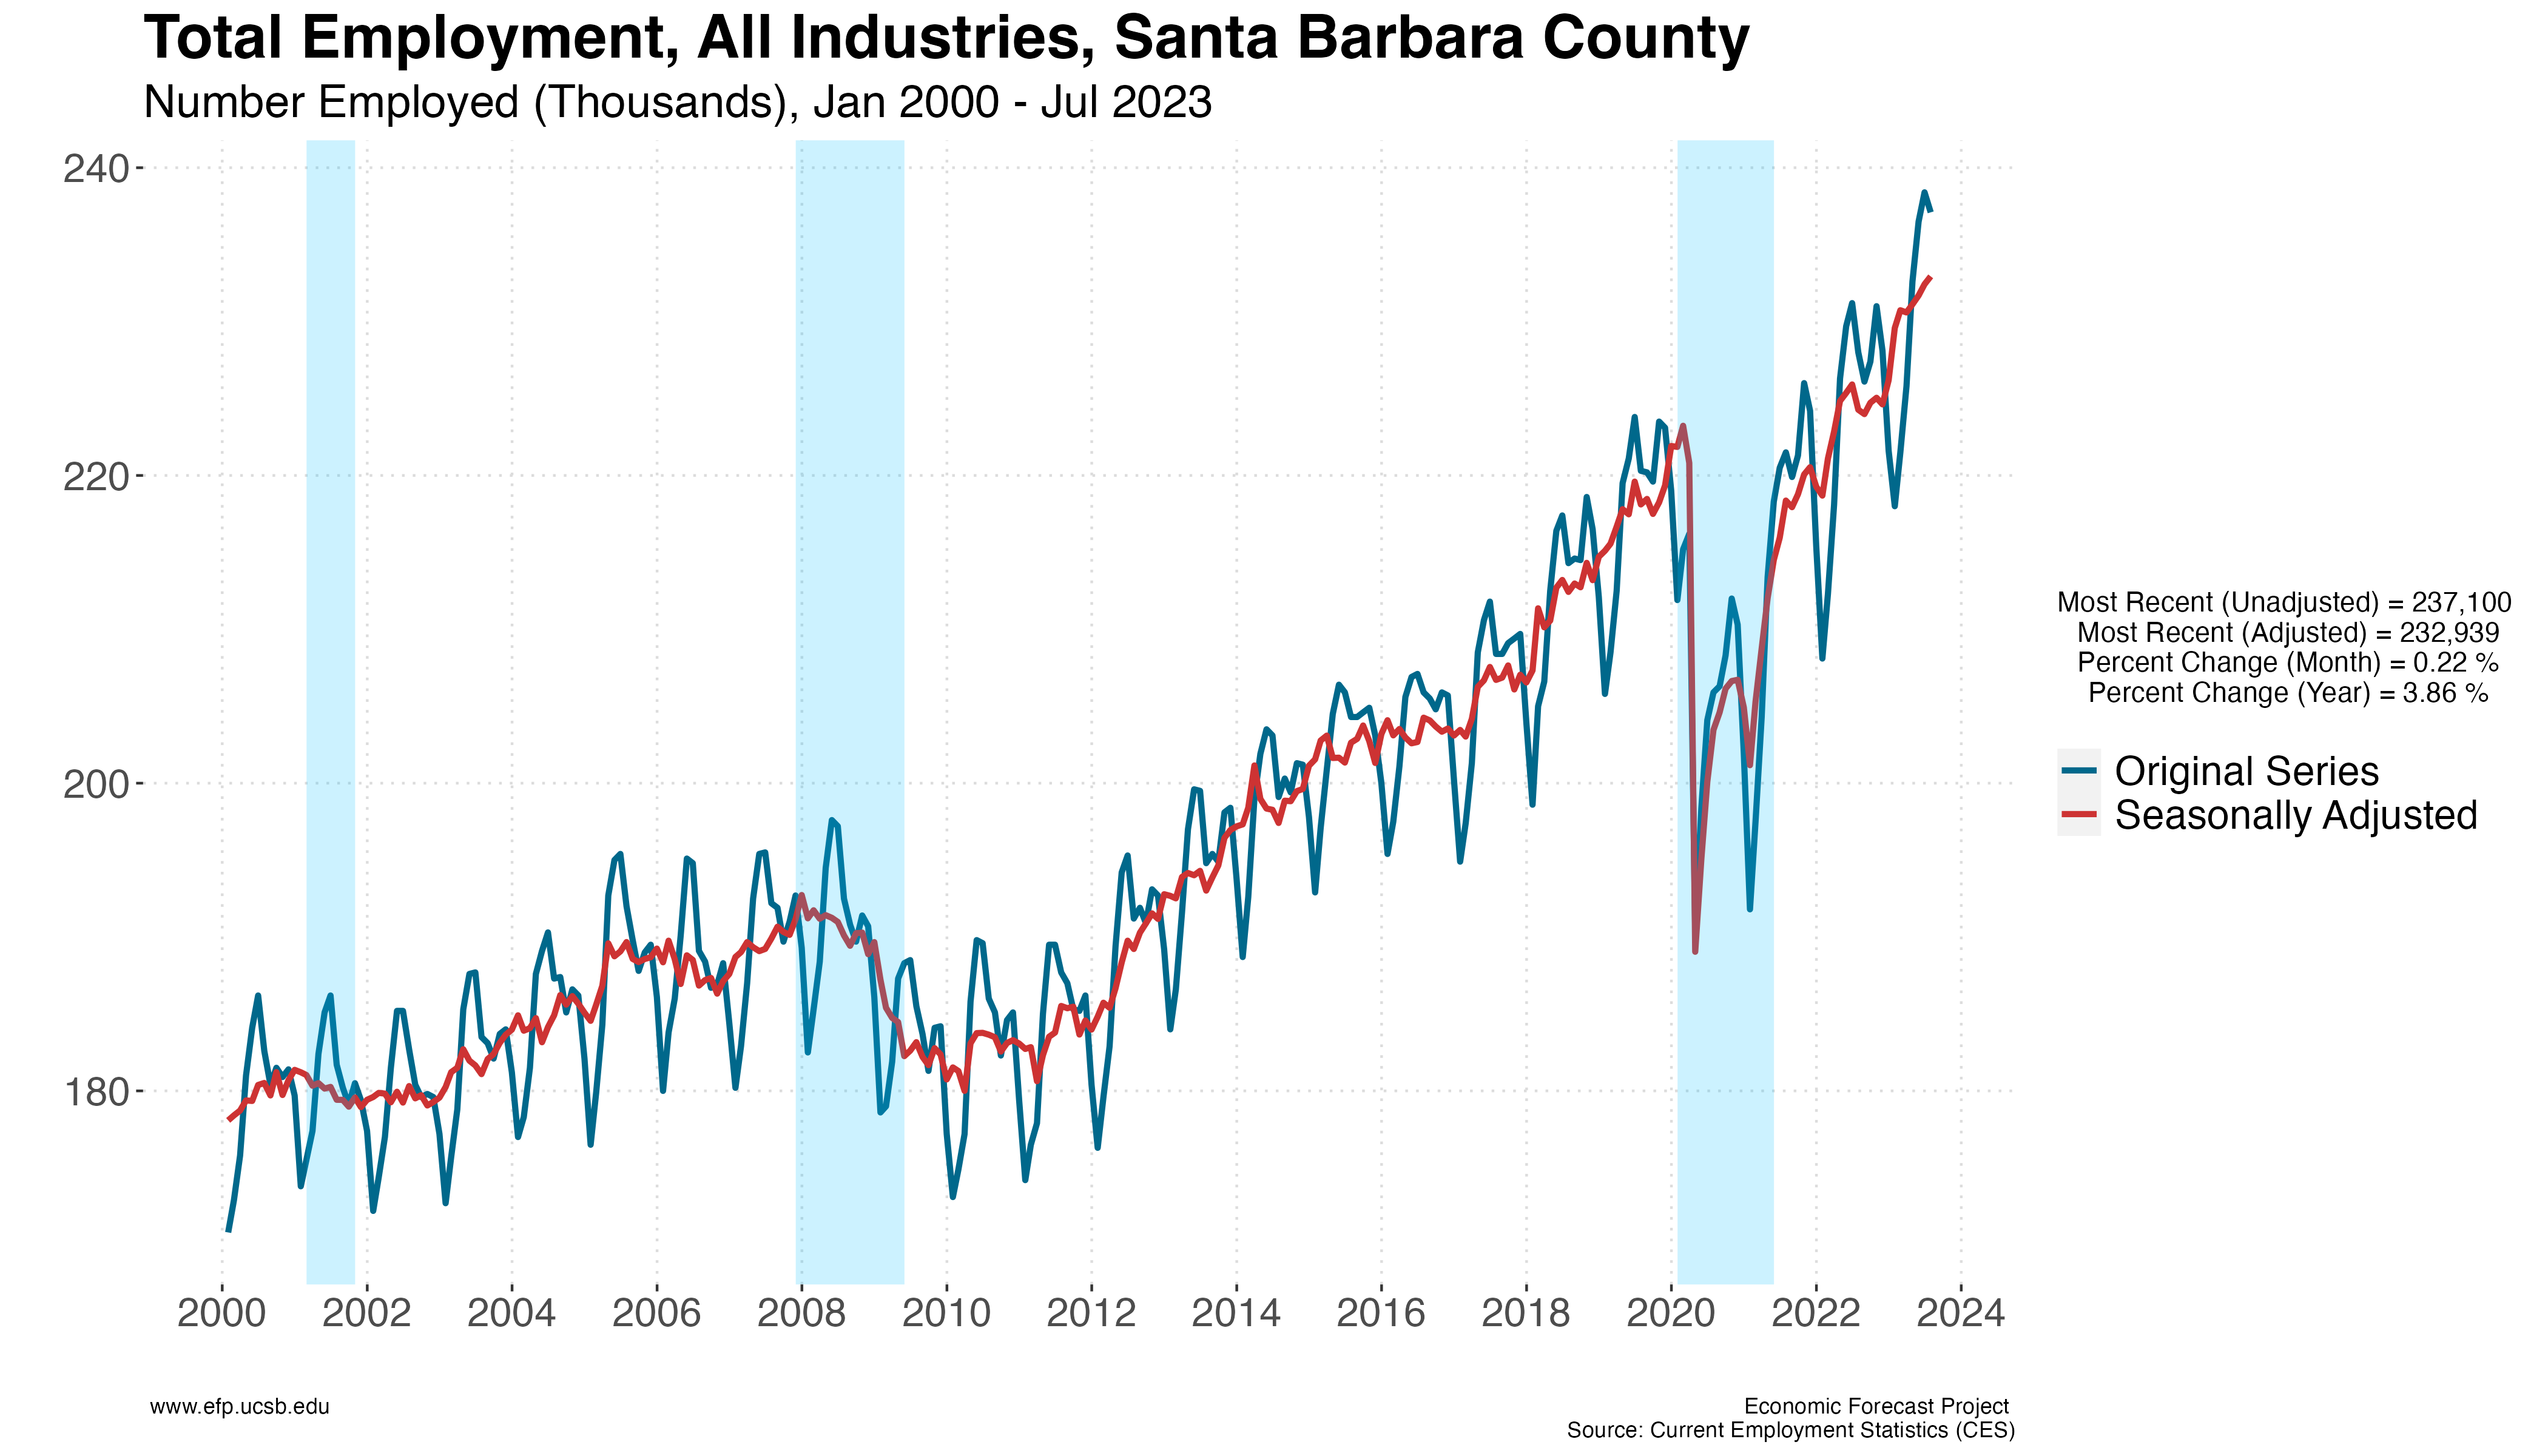 Total Employment, All Industries, Santa Barbara County
Number Employed (Thousands), Jan 2000 - Jul 2023
240
220
200
180
2000 2002 2004 2006 2008 2010 2012 2014 2016 2018 2020 2022 2024
Most Recent (Unadjusted) = 237,100
Most Recent (Adjusted) = 232,939
Percent Change (Month) = 0.22 %
Percent Change (Year) = 3.86 %
Original Series
Seasonally Adjusted
www.efp.ucsb.edu
Economic Forecast Project
Source: Current Employment Statistics (CES)